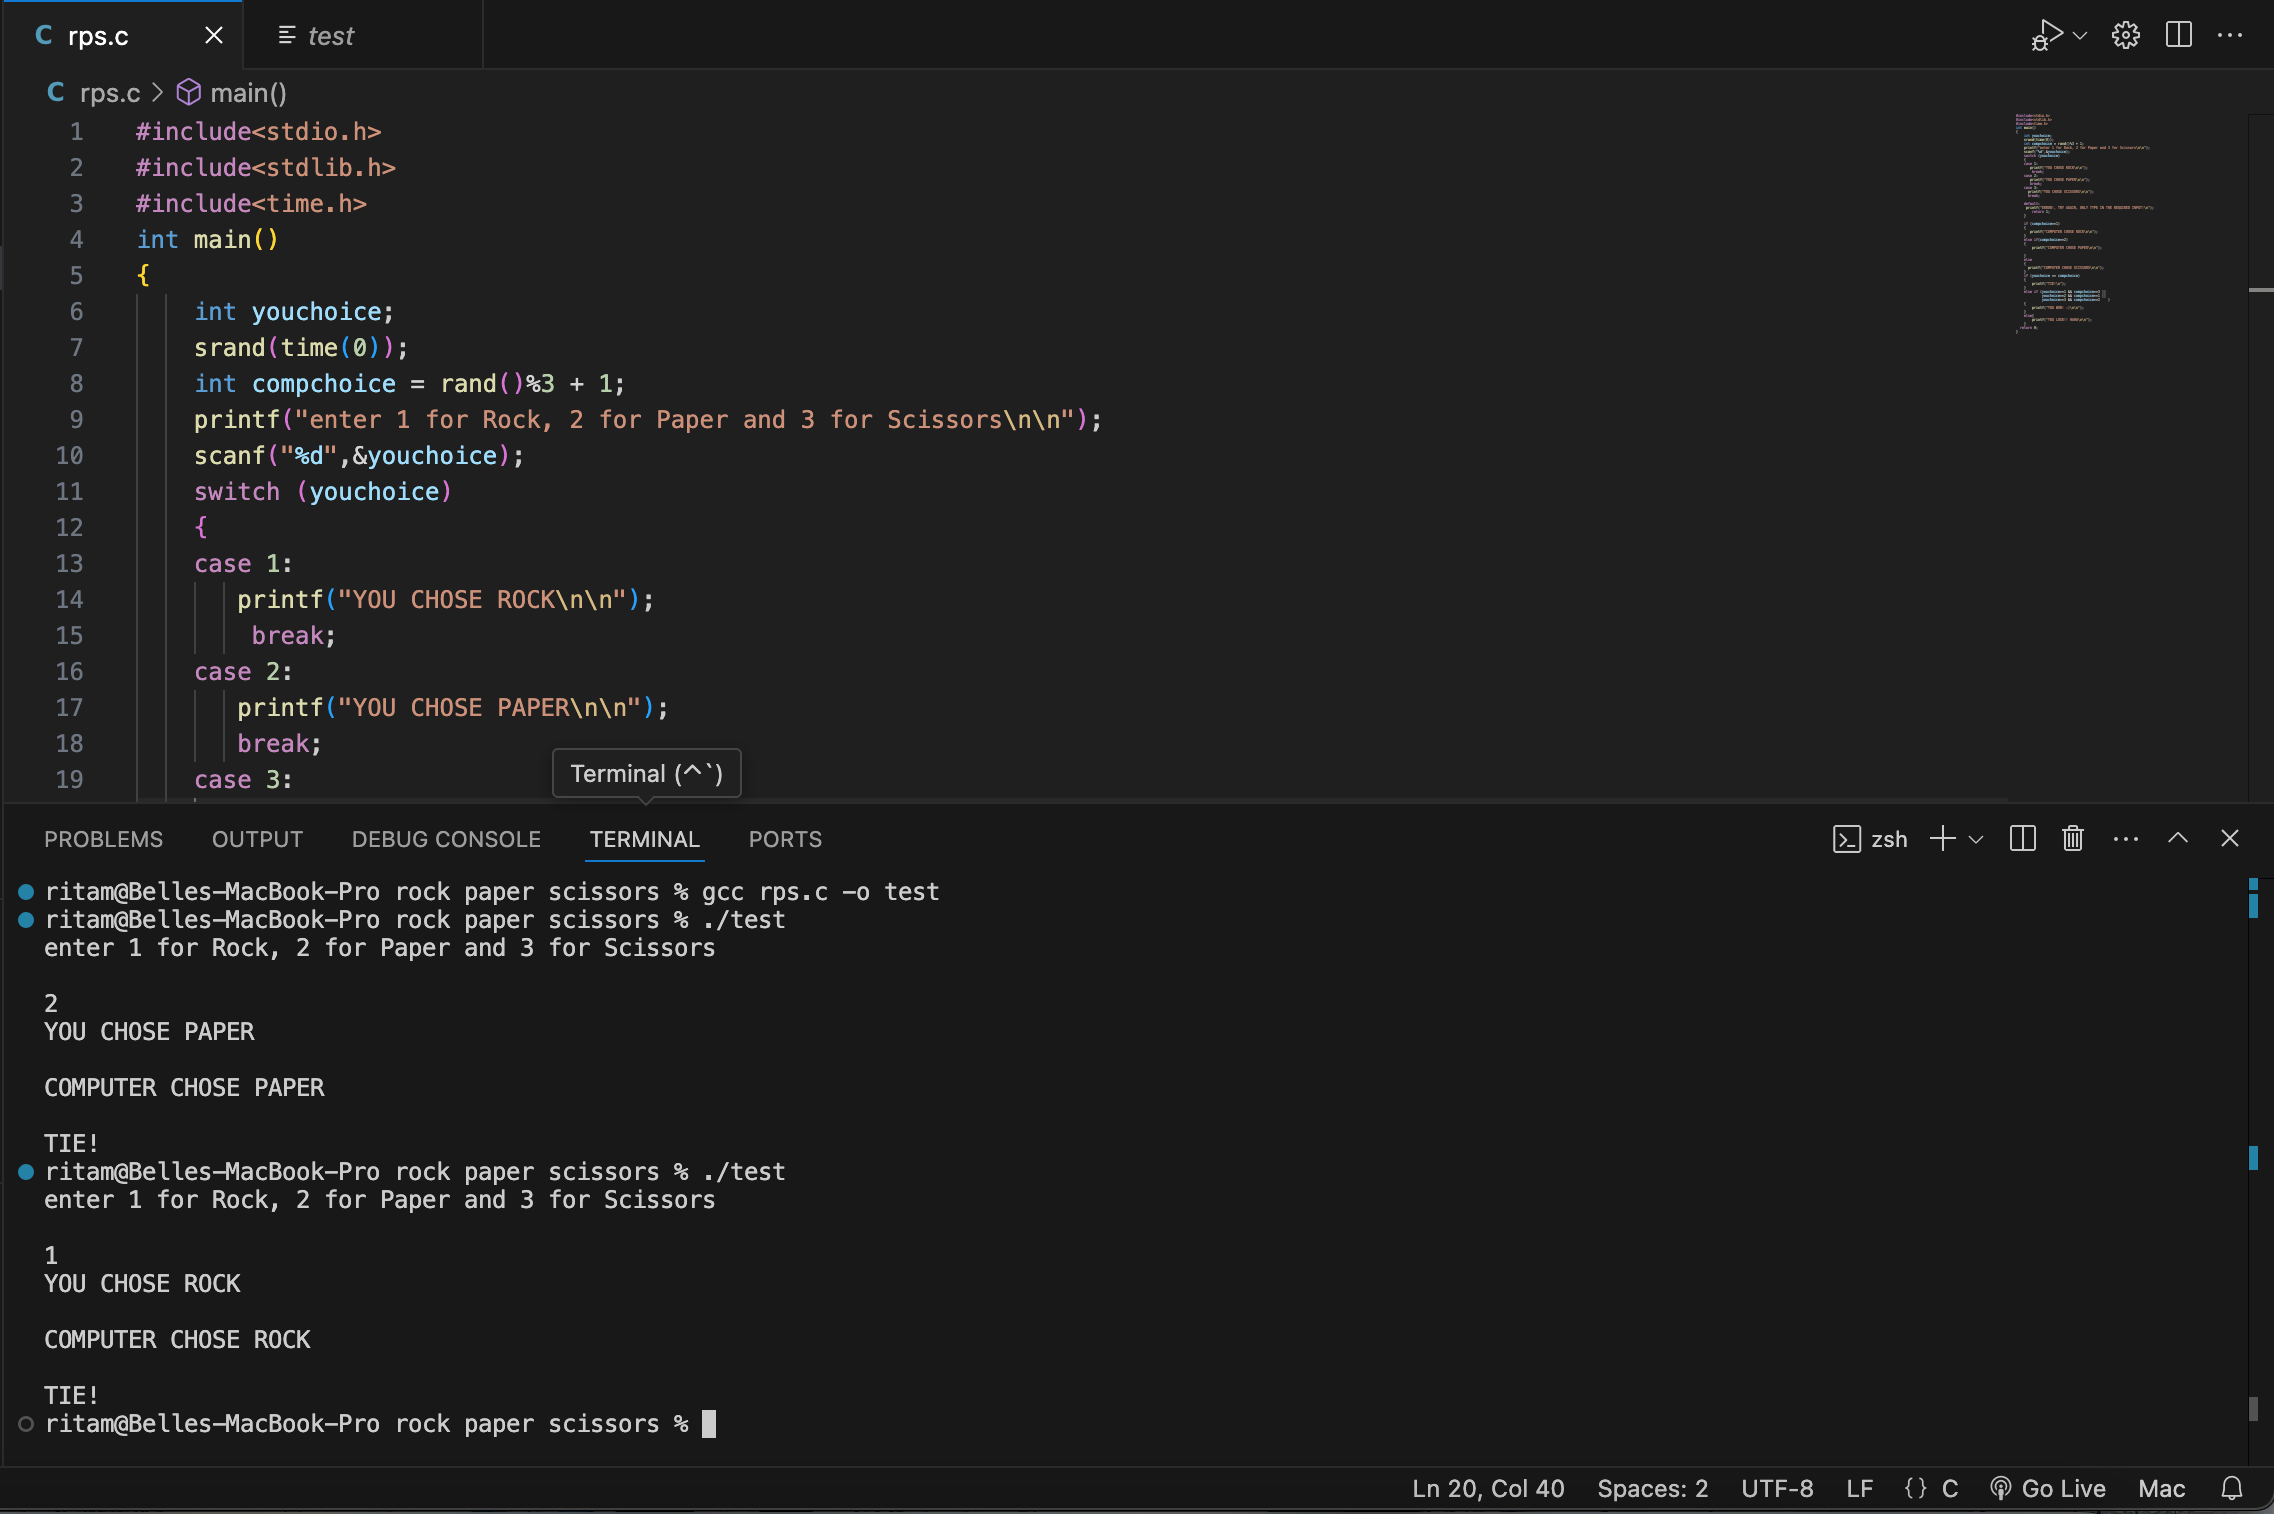 C rps.c
test
C rps.c > main()
1 #include<stdio.h>
2 #include<stdlib.h>
3 #include<time.h>
4 int main()
5 {
6 int youchoice;
7 srand(time(0));
8 int compchoice = rand()%3 + 1;
9 printf("enter 1 for Rock, 2 for Paper and 3 for Scissors\n\n");
10 scanf("%d",&youchoice);
11 switch (youchoice)
12 {
13 case 1:
14 printf("YOU CHOSE ROCK\n\n");
15 break;
16 case 2:
17 printf("YOU CHOSE PAPER\n\n");
18 break;
19 case 3:
Terminal (^`)
PROBLEMS OUTPUT DEBUG CONSOLE TERMINAL PORTS zsh
ritam@Belles-MacBook-Pro rock paper scissors % gcc rps.c -o test
ritam@Belles-MacBook-Pro rock paper scissors % ./test
enter 1 for Rock, 2 for Paper and 3 for Scissors
2
YOU CHOSE PAPER
COMPUTER CHOSE PAPER
TIE!
ritam@Belles-MacBook-Pro rock paper scissors % ./test
enter 1 for Rock, 2 for Paper and 3 for Scissors
1
YOU CHOSE ROCK
COMPUTER CHOSE ROCK
TIE!
ritam@Belles-MacBook-Pro rock paper scissors %
Ln 20, Col 40 Spaces: 2 UTF-8 LF {} C Go Live Mac